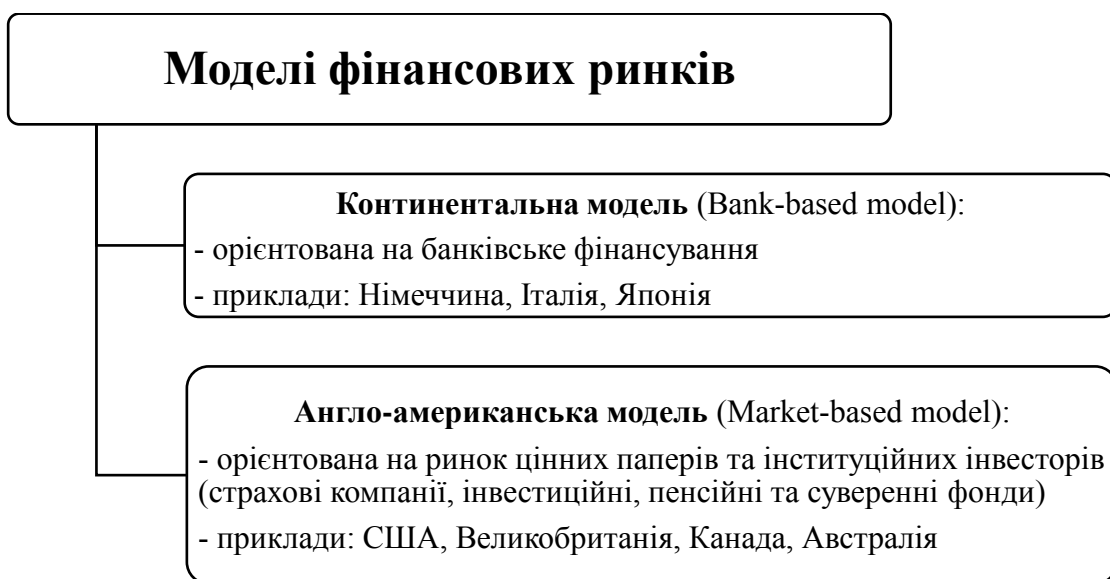 Моделі фінансових ринків
Континентальна модель (Bank-based model):
- орієнтована на банківське фінансування
- приклади: Німеччина, Італія, Японія
Англо-американська модель (Market-based model):
- орієнтована на ринок цінних паперів та інституційних інвесторів
(страхові компанії, інвестиційні, пенсійні та суверенні фонди)
- приклади: США, Великобританія, Канада, Австралія